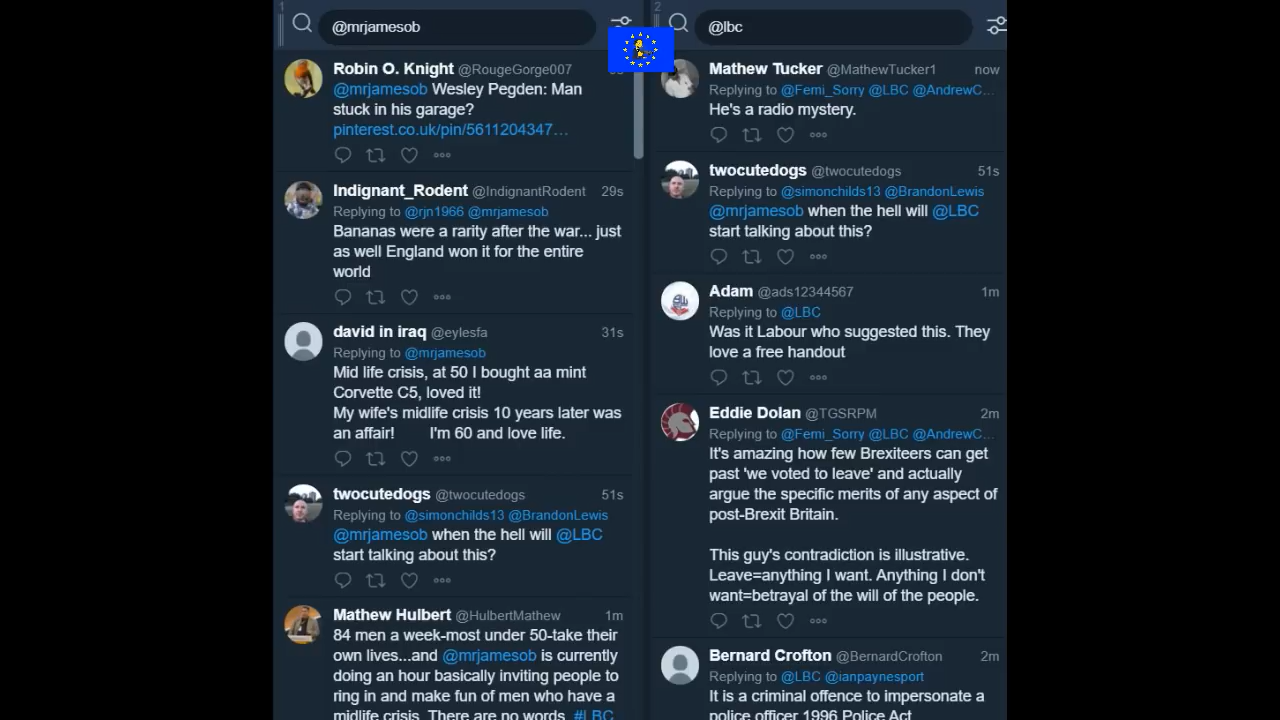 1
@mrjamesob
Robin O. Knight @RougeGorge007
@mrjamesob Wesley Pegden: Man
stuck in his garage?
pinterest.co.uk/pin/5611204347…
Indignant_Rodent @IndignantRodent 29s
Replying to @rjn1966 @mrjamesob
Bananas were a rarity after the war... just
as well England won it for the entire
world
david in iraq @eylesfa 31s
Replying to @mrjamesob
Mid life crisis, at 50 I bought aa mint
Corvette C5, loved it!
My wife's midlife crisis 10 years later was
an affair! I'm 60 and love life.
twocutedogs @twocutedogs 51s
Replying to @simonchilds13 @BrandonLewis
@mrjamesob when the hell will @LBC
start talking about this?
Mathew Hulbert @HulbertMathew 1m
84 men a week-most under 50-take their
own lives...and @mrjamesob is currently
doing an hour basically inviting people to
ring in and make fun of men who have a
midlife crisis. There are no words. #LBC
2
@lbc
Mathew Tucker @MathewTucker1 now
Replying to @Femi_Sorry @LBC @AndrewC…
He's a radio mystery.
twocutedogs @twocutedogs 51s
Replying to @simonchilds13 @BrandonLewis
@mrjamesob when the hell will @LBC
start talking about this?
Adam @ads12344567 1m
Replying to @LBC
Was it Labour who suggested this. They
love a free handout
Eddie Dolan @TGSRPM 2m
Replying to @Femi_Sorry @LBC @AndrewC…
It's amazing how few Brexiteers can get
past 'we voted to leave' and actually
argue the specific merits of any aspect of
post-Brexit Britain.
This guy's contradiction is illustrative.
Leave=anything I want. Anything I don't
want=betrayal of the will of the people.
Bernard Crofton @BernardCrofton 2m
Replying to @LBC @ianpaynesport
It is a criminal offence to impersonate a
police officer 1996 Police Act